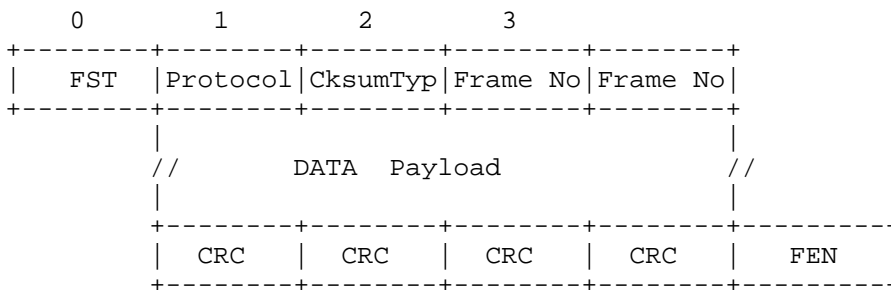 0 1 2 3
FST Protocol CksumTyp Frame No Frame No
// DATA Payload //
CRC CRC CRC CRC FEN